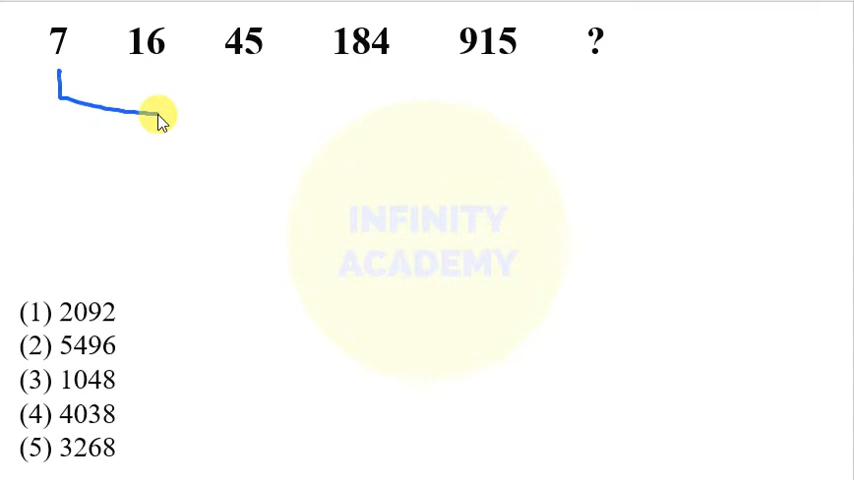 7 16 45 184 915 ?
INFINITY
ACADEMY
(1) 2092
(2) 5496
(3) 1048
(4) 4038
(5) 3268